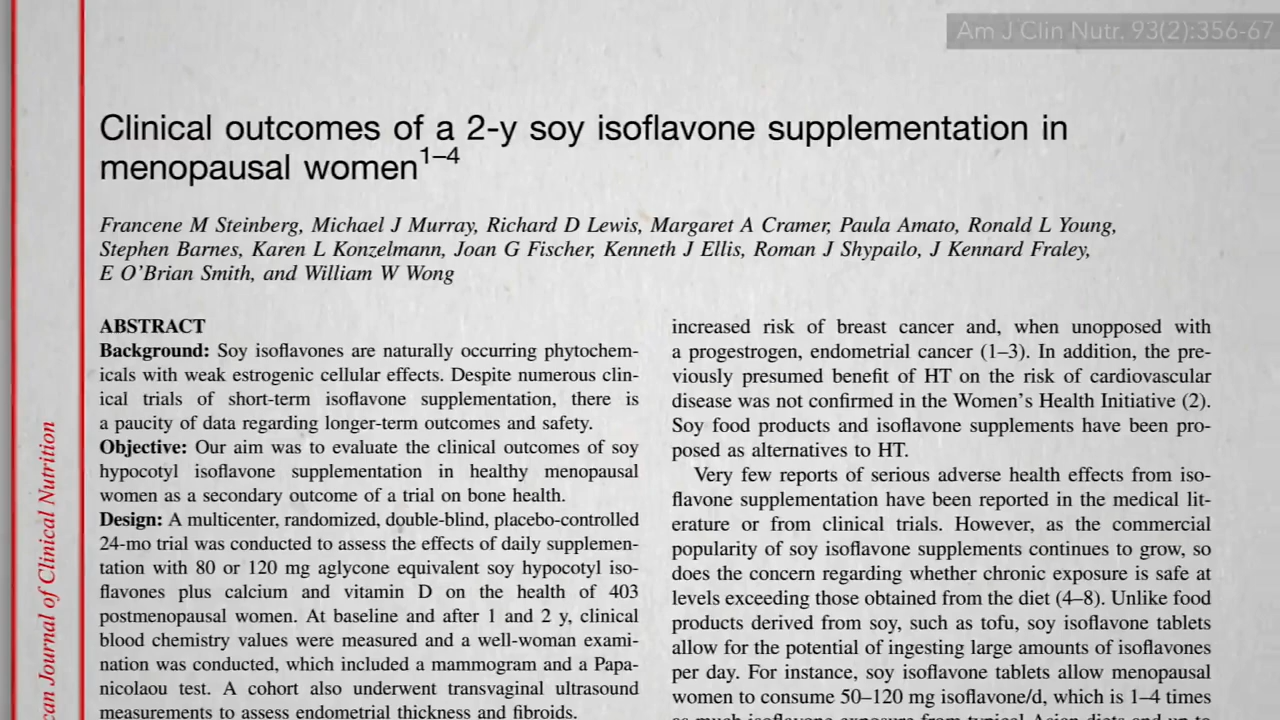 Am J Clin Nutr. 93(2):356-67
Clinical outcomes of a 2-y soy isoflavone supplementation in
menopausal women1–4
Francene M Steinberg, Michael J Murray, Richard D Lewis, Margaret A Cramer, Paula Amato, Ronald L Young,
Stephen Barnes, Karen L Konzelmann, Joan G Fischer, Kenneth J Ellis, Roman J Shypailo, J Kennard Fraley,
E O'Brian Smith, and William W Wong
ABSTRACT
Background: Soy isoflavones are naturally occurring phytochem-
icals with weak estrogenic cellular effects. Despite numerous clin-
ical trials of short-term isoflavone supplementation, there is
a paucity of data regarding longer-term outcomes and safety.
Objective: Our aim was to evaluate the clinical outcomes of soy
hypocotyl isoflavone supplementation in healthy menopausal
women as a secondary outcome of a trial on bone health.
Design: A multicenter, randomized, double-blind, placebo-controlled
24-mo trial was conducted to assess the effects of daily supplemen-
tation with 80 or 120 mg aglycone equivalent soy hypocotyl iso-
flavones plus calcium and vitamin D on the health of 403
postmenopausal women. At baseline and after 1 and 2 y, clinical
blood chemistry values were measured and a well-woman exami-
nation was conducted, which included a mammogram and a Papa-
nicolaou test. A cohort also underwent transvaginal ultrasound
measurements to assess endometrial thickness and fibroids.
increased risk of breast cancer and, when unopposed with
a progestrogen, endometrial cancer (1–3). In addition, the pre-
viously presumed benefit of HT on the risk of cardiovascular
disease was not confirmed in the Women's Health Initiative (2).
Soy food products and isoflavone supplements have been pro-
posed as alternatives to HT.
Very few reports of serious adverse health effects from iso-
flavone supplementation have been reported in the medical lit-
erature or from clinical trials. However, as the commercial
popularity of soy isoflavone supplements continues to grow, so
does the concern regarding whether chronic exposure is safe at
levels exceeding those obtained from the diet (4–8). Unlike food
products derived from soy, such as tofu, soy isoflavone tablets
allow for the potential of ingesting large amounts of isoflavones
per day. For instance, soy isoflavone tablets allow menopausal
women to consume 50–120 mg isoflavone/d, which is 1–4 times
Journal of Clinical Nutrition